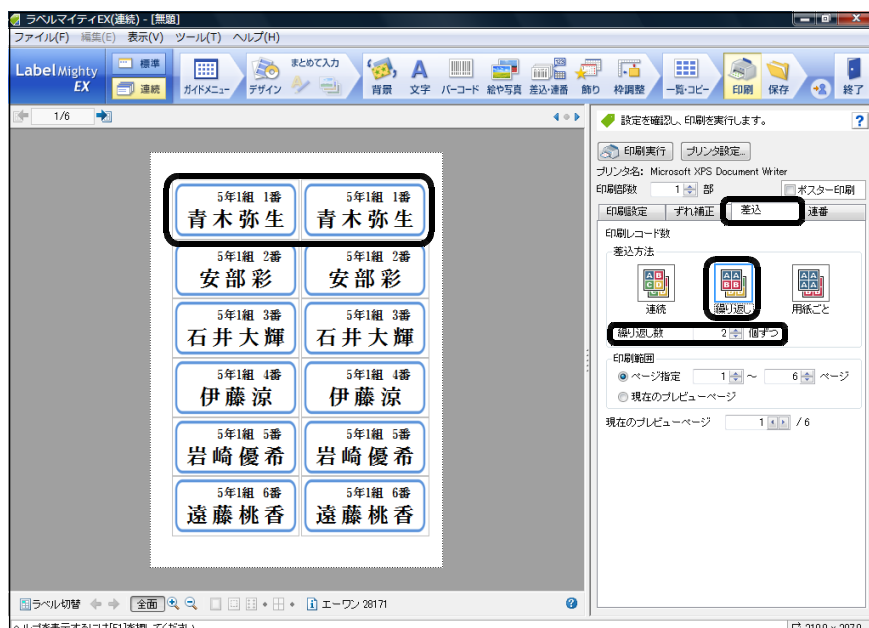 ラベルマイティEX(連続) - [無題]
ファイル(F) 編集(E) 表示(V) ツール(T) ヘルプ(H)
LabelMighty EX
標準
連続
ガイドメニュー
デザイン
まとめて入力
背景
文字
バーコード
絵や写真
差込・連番
飾り
枠調整
一覧・コピー
印刷
保存
終了
1/6
5年1組 1番
青木弥生
5年1組 1番
青木弥生
5年1組 2番
安部彩
5年1組 2番
安部彩
5年1組 3番
石井大輝
5年1組 3番
石井大輝
5年1組 4番
伊藤涼
5年1組 4番
伊藤涼
5年1組 5番
岩崎優希
5年1組 5番
岩崎優希
5年1組 6番
遠藤桃香
5年1組 6番
遠藤桃香
設定を確認し、印刷を実行します。
?
印刷実行 プリンタ設定...
プリンタ名: Microsoft XPS Document Writer
印刷部数 1 部 ポスター印刷
印刷設定 ずれ補正 差込 連番
印刷レコード数
差込方法
連続 繰り返し 用紙ごと
繰り返し数 2 個ずつ
印刷範囲
ページ指定 1 ～ 6 ページ
現在のプレビューページ
現在のプレビューページ 1 / 6
ラベル切替 全面 エーワン 28171 ?